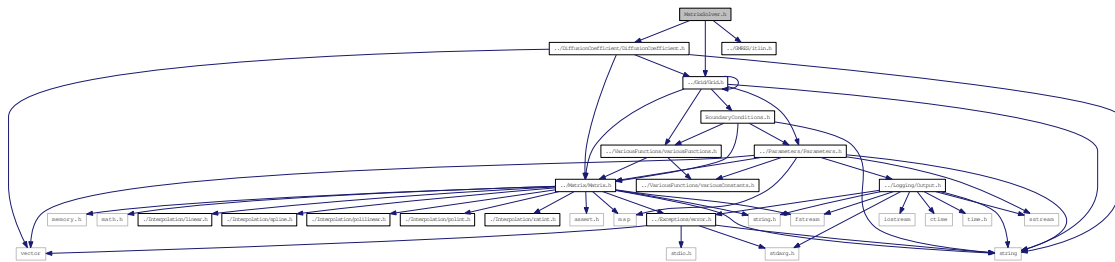 MatrixSolver.h
../DiffusionCoefficient/DiffusionCoefficient.h
../GMRES/itlin.h
../Grid/Grid.h
BoundaryConditions.h
../VariousFunctions/variousFunctions.h
../Parameters/Parameters.h
../Matrix/Matrix.h
../VariousFunctions/variousConstants.h
../Logging/Output.h
memory.h
math.h
./Interpolation/linear.h
./Interpolation/spline.h
./Interpolation/polilinear.h
./Interpolation/polint.h
./Interpolation/ratint.h
assert.h
map
../Exceptions/error.h
string.h
fstream
iostream
ctime
time.h
sstream
vector
stdio.h
stdarg.h
string